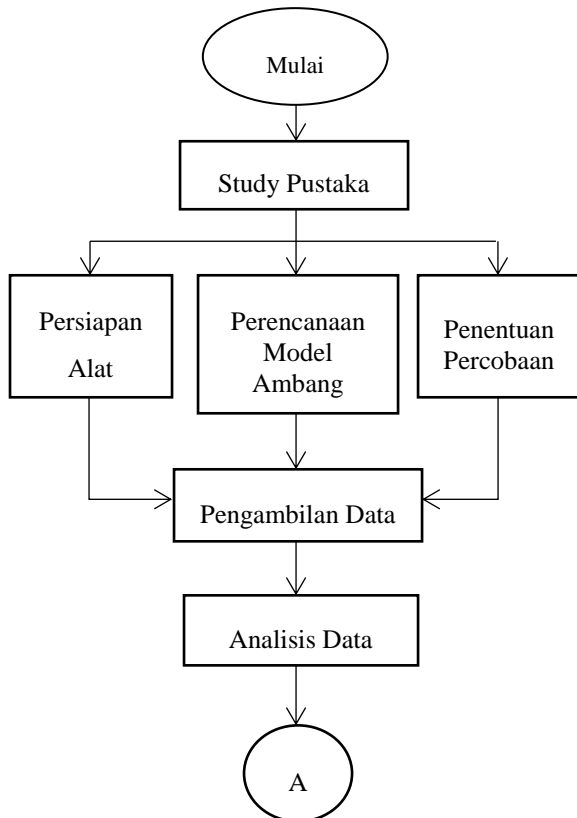 Mulai
Study Pustaka
Persiapan
Alat
Perencanaan
Model
Ambang
Penentuan
Percobaan
Pengambilan Data
Analisis Data
A